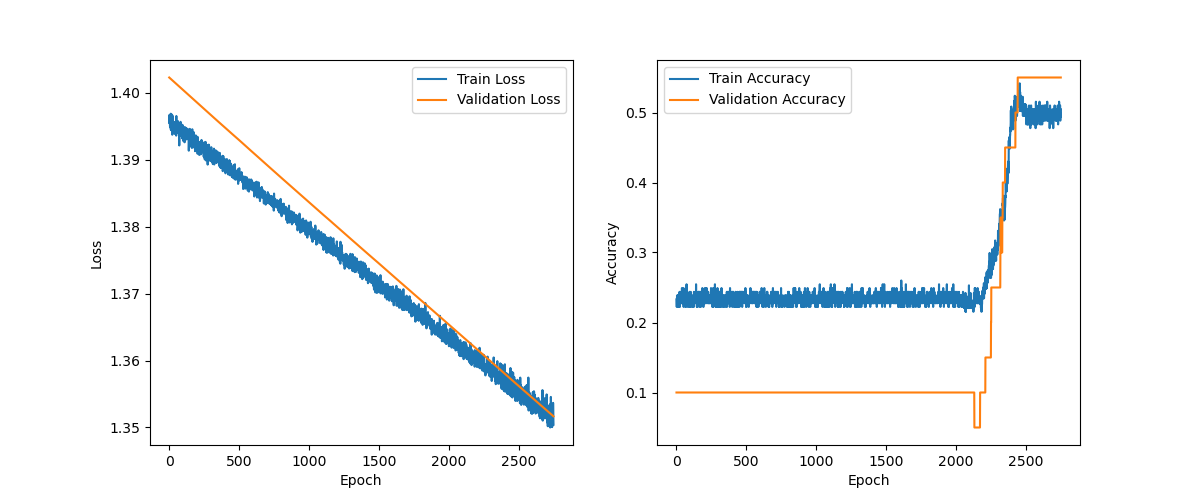 Train Loss
Validation Loss
1.40
1.39
1.38
1.37
1.36
1.35
Loss
0
500
1000
1500
2000
2500
Epoch
Train Accuracy
Validation Accuracy
0.5
0.4
0.3
0.2
0.1
Accuracy
0
500
1000
1500
2000
2500
Epoch